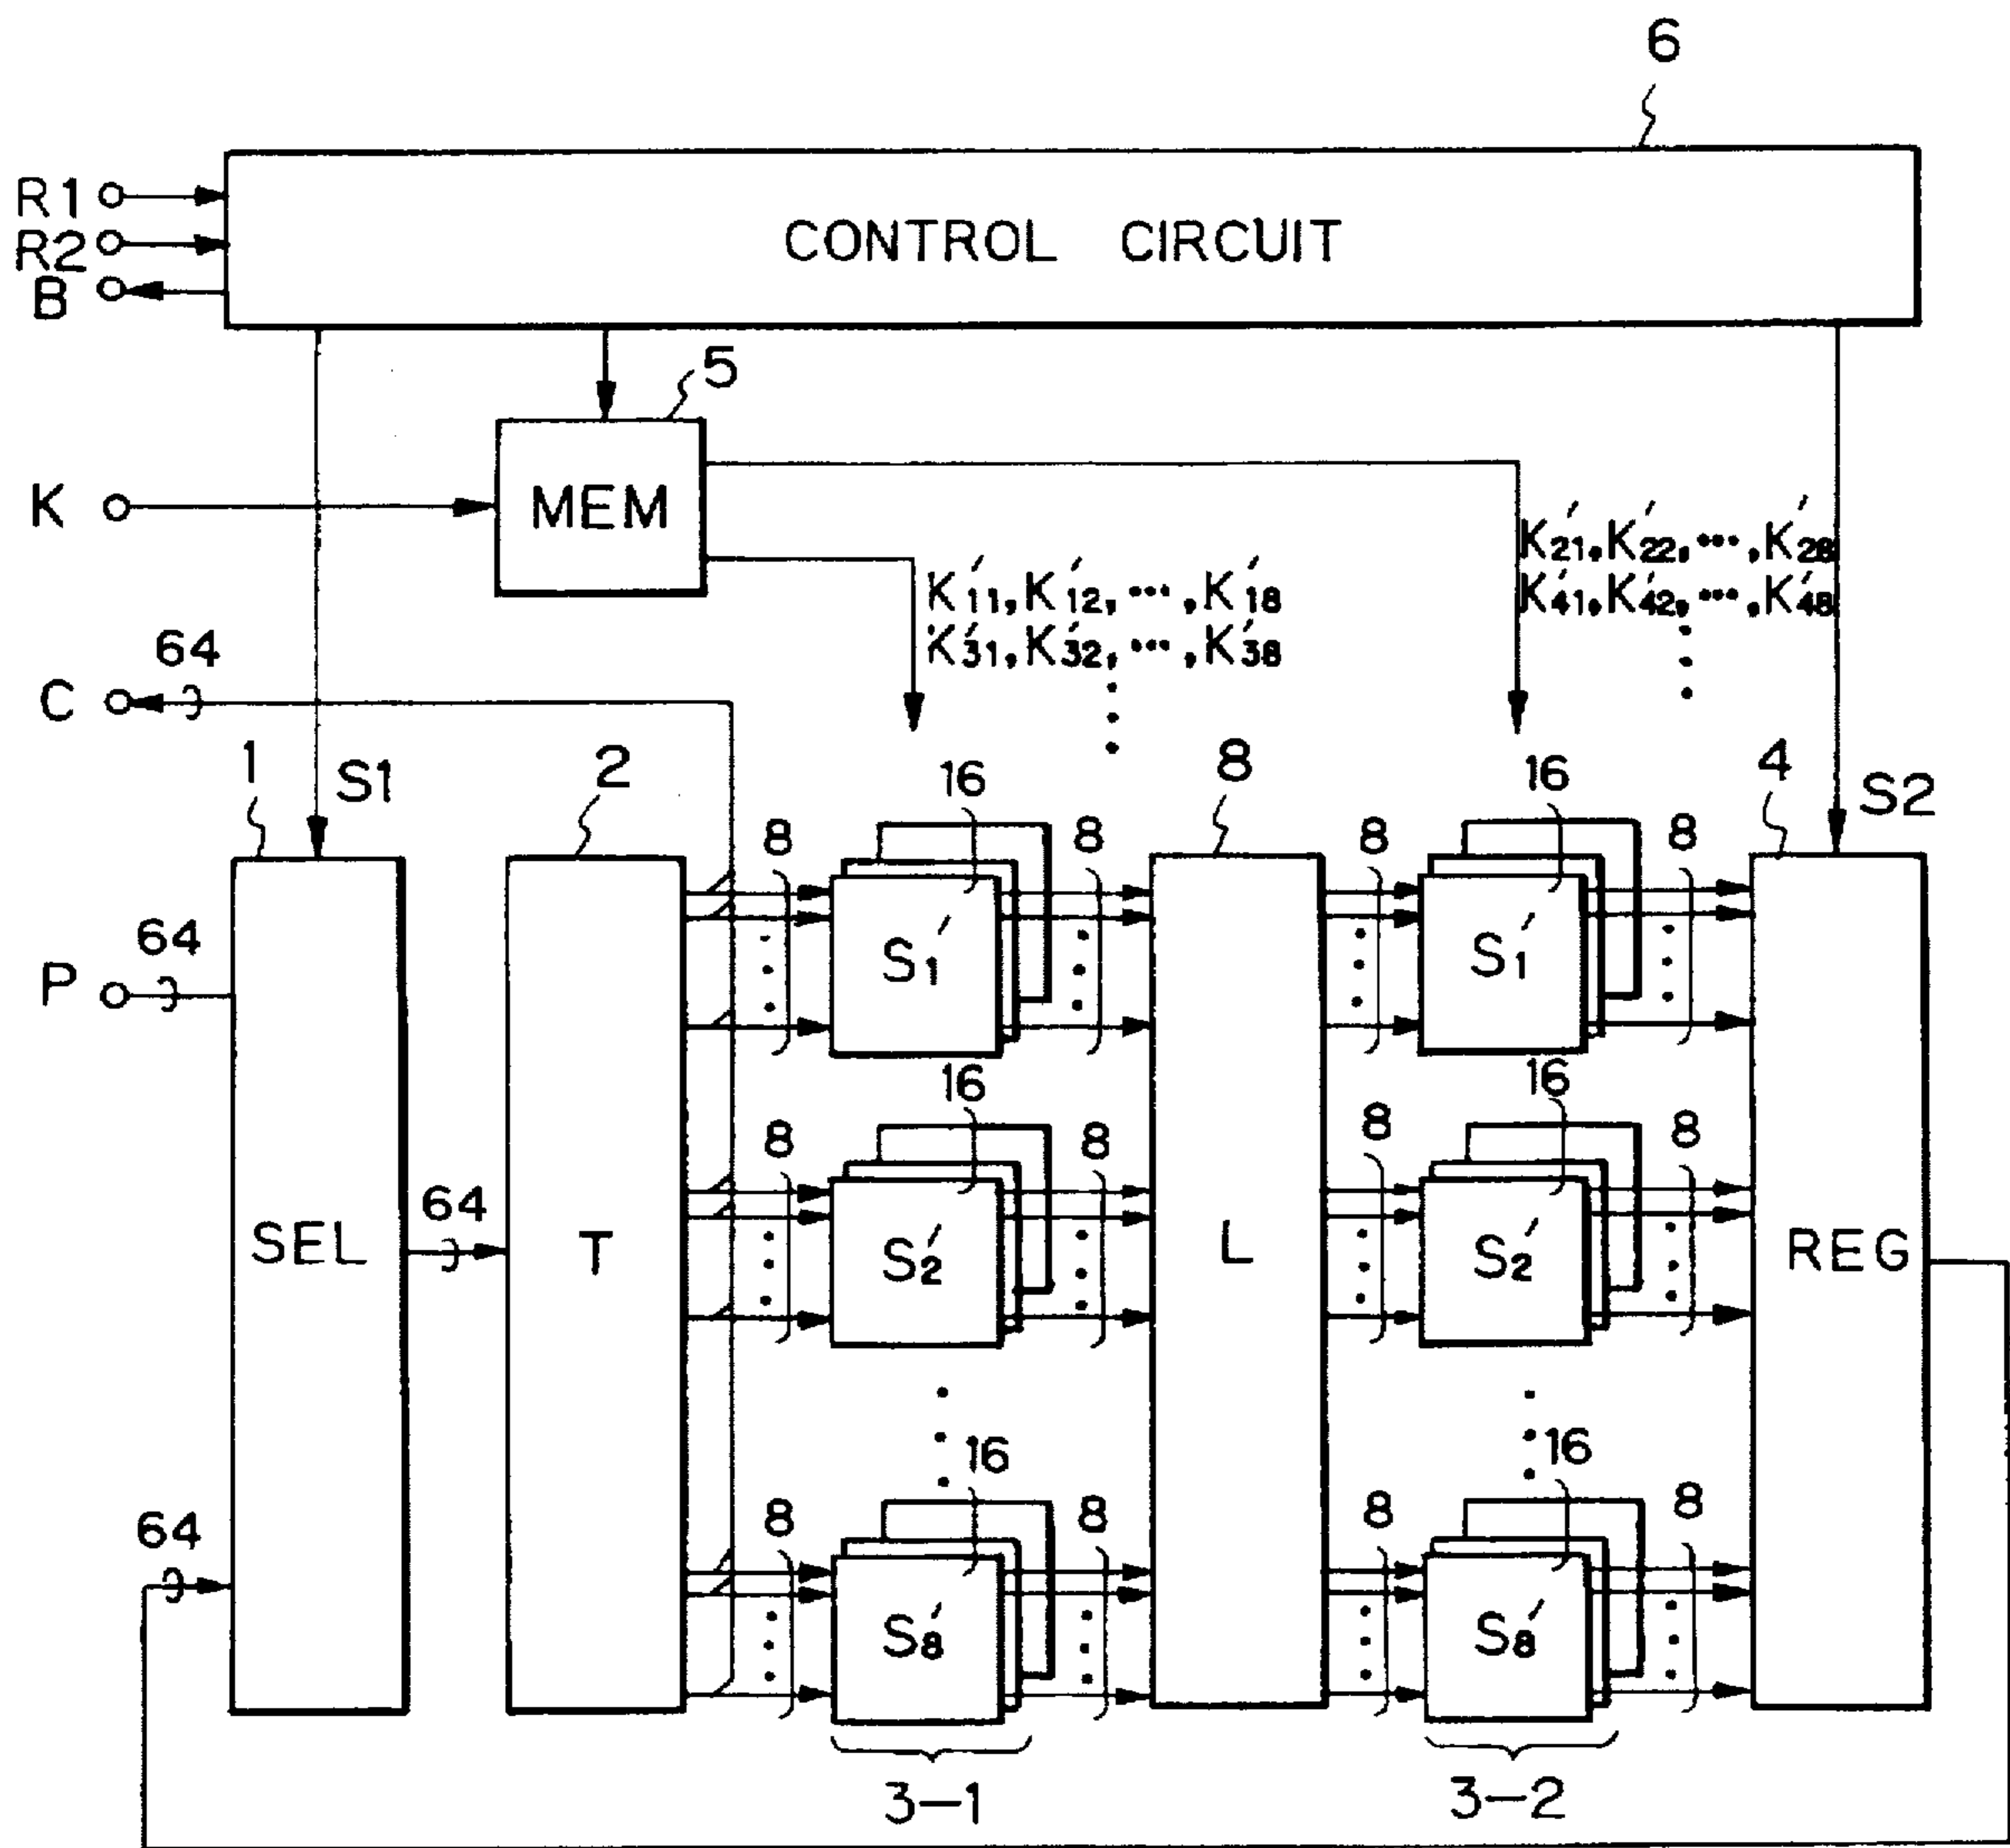 6
R1
R2
B
CONTROL CIRCUIT
5
K
MEM
K'11, K'12, ..., K'18
K'31, K'32, ..., K'38
K'21, K'22, ..., K'28
K'41, K'42, ..., K'48
C
64
1
S1
2
16
8
16
4
S2
8
8
8
8
P
64
S1'
S1'
16
16
8
8
8
8
SEL
64
T
S2'
L
S2'
REG
16
16
64
8
8
8
8
S8'
S8'
3-1
3-2